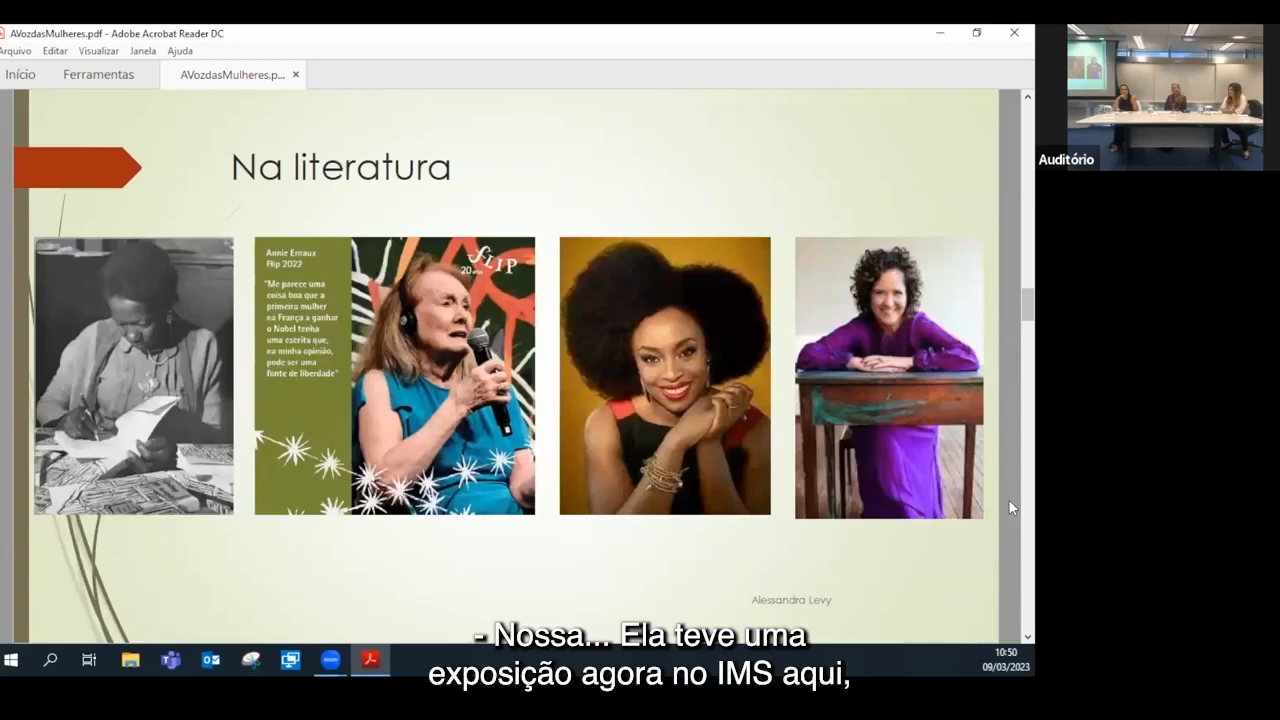 AVozdasMulheres.pdf - Adobe Acrobat Reader DC
Arquivo Editar Visualizar Janela Ajuda
Início Ferramentas AVozdasMulheres.p... ×
Auditório
Na literatura
Annie Ernaux
Flip 2022
"Me parece uma
coisa boa que a
primeira mulher
na França a ganhar
o Nobel tenha
uma escrita que,
na minha opinião,
pode ser uma
fonte de liberdade"
FLIP
20 anos
Alessandra Levy
- Nossa... Ela teve uma
exposição agora no IMS aqui,
zoom
10:50
09/03/2023